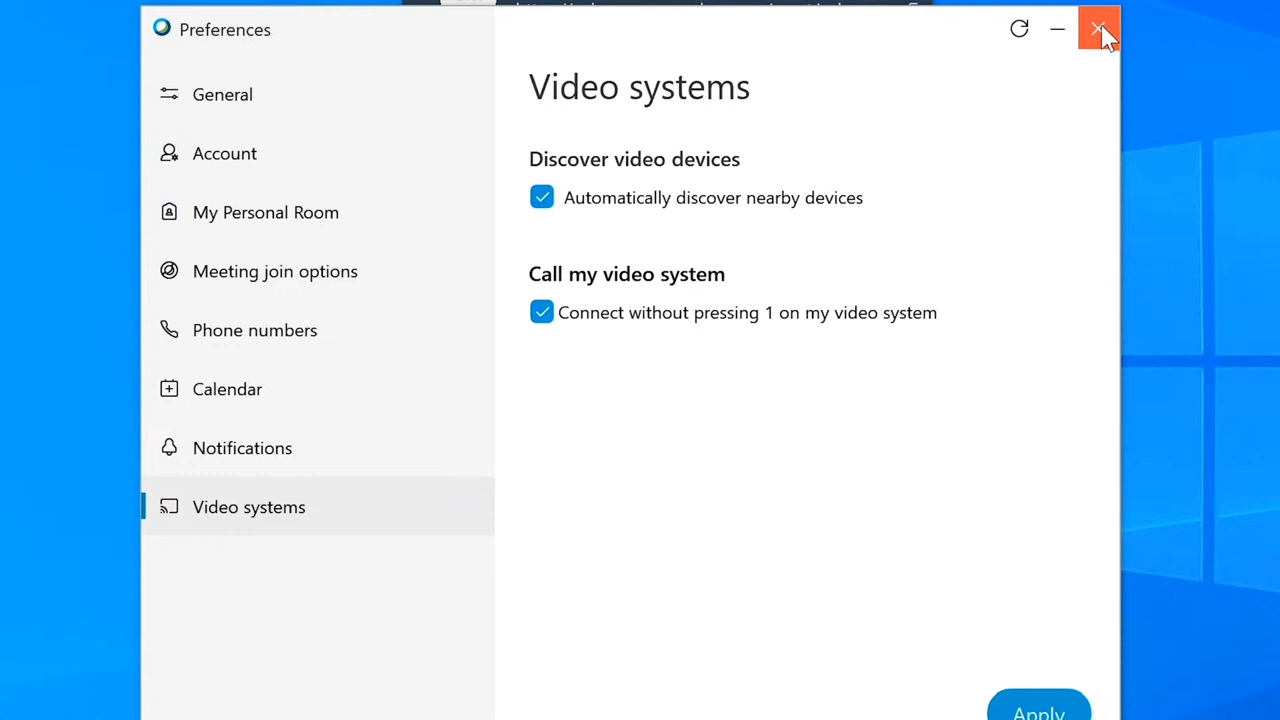 Preferences
General
Account
My Personal Room
Meeting join options
Phone numbers
Calendar
Notifications
Video systems
Video systems
Discover video devices
Automatically discover nearby devices
Call my video system
Connect without pressing 1 on my video system
Apply